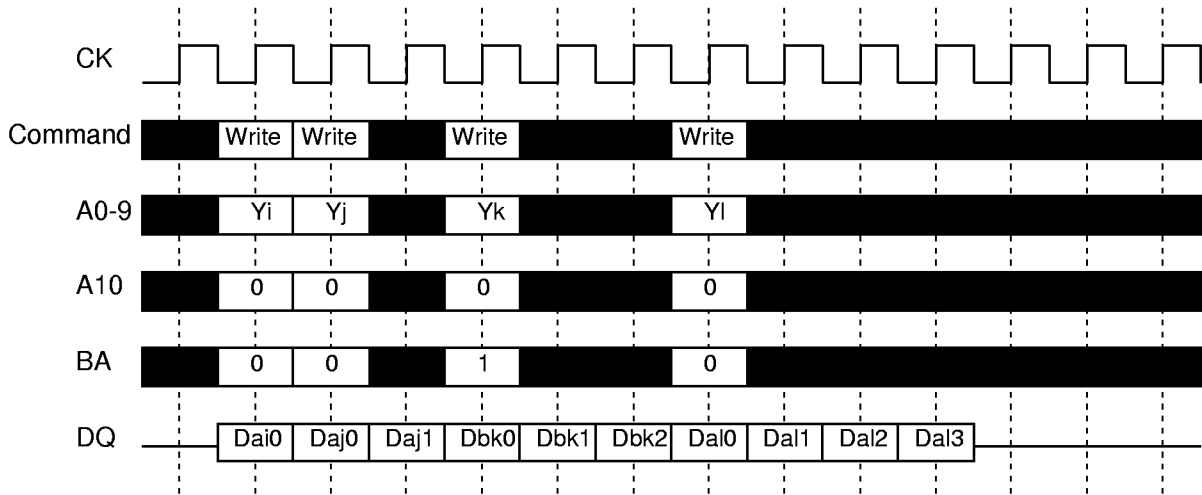 CK
Command Write Write Write Write
A0-9 Yi Yj Yk Yl
A10 0 0 0 0
BA 0 0 1 0
DQ Dai0 Daj0 Daj1 Dbk0 Dbk1 Dbk2 Dal0 Dal1 Dal2 Dal3